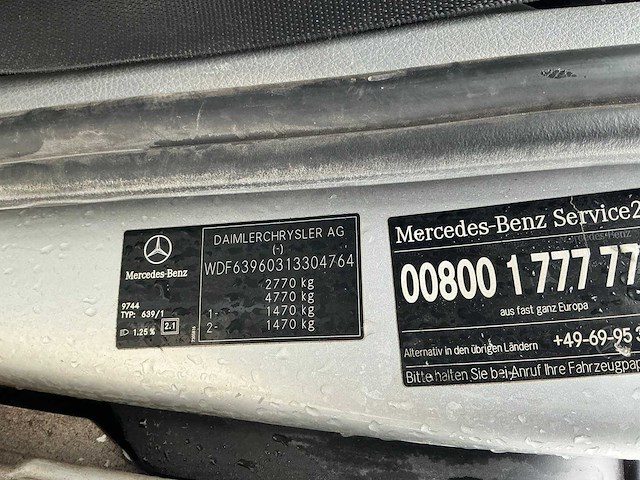 Mercedes-Benz
9744
TYP: 639/1
1.25 %
2.1
DAIMLERCHRYSLER AG
(-)
WDF63960313304764
2770 kg
4770 kg
1- 1470 kg
2- 1470 kg
Mercedes-Benz Service2
00800 1 777 77
aus fast ganz Europa
Alternativ in den übrigen Ländern +49-69-95
Bitte halten Sie bei Anruf Ihre Fahrzeugpap